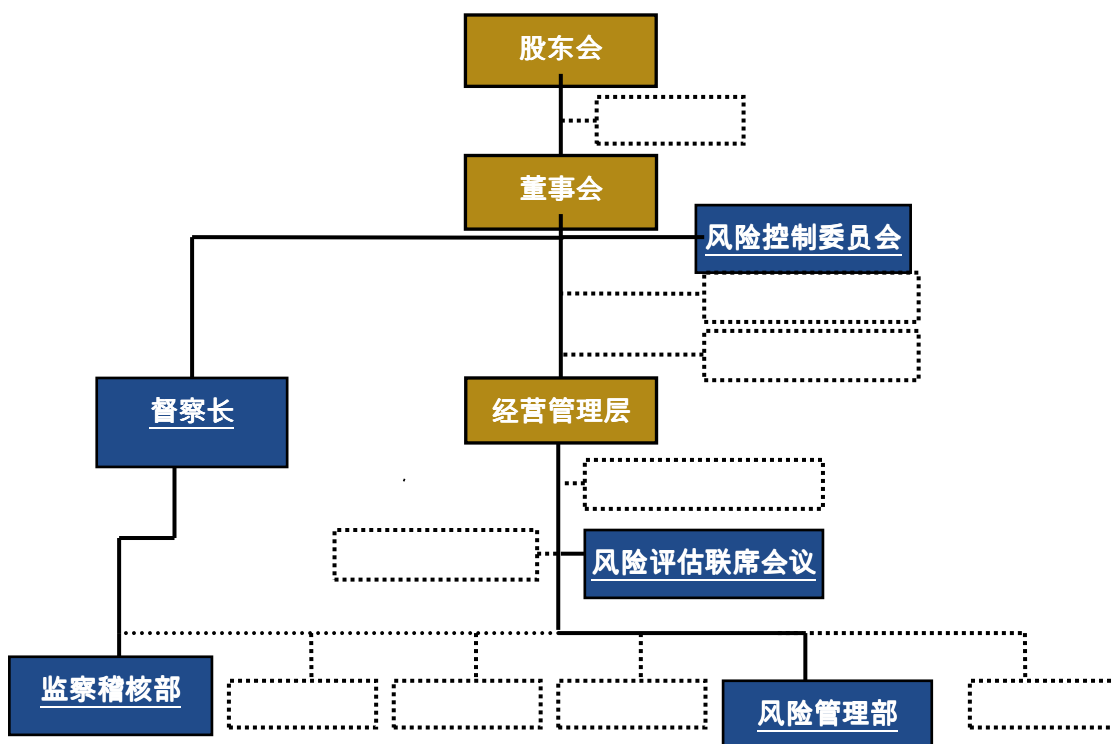 股东会
董事会
风险控制委员会
督察长
经营管理层
风险评估联席会议
监察稽核部
风险管理部